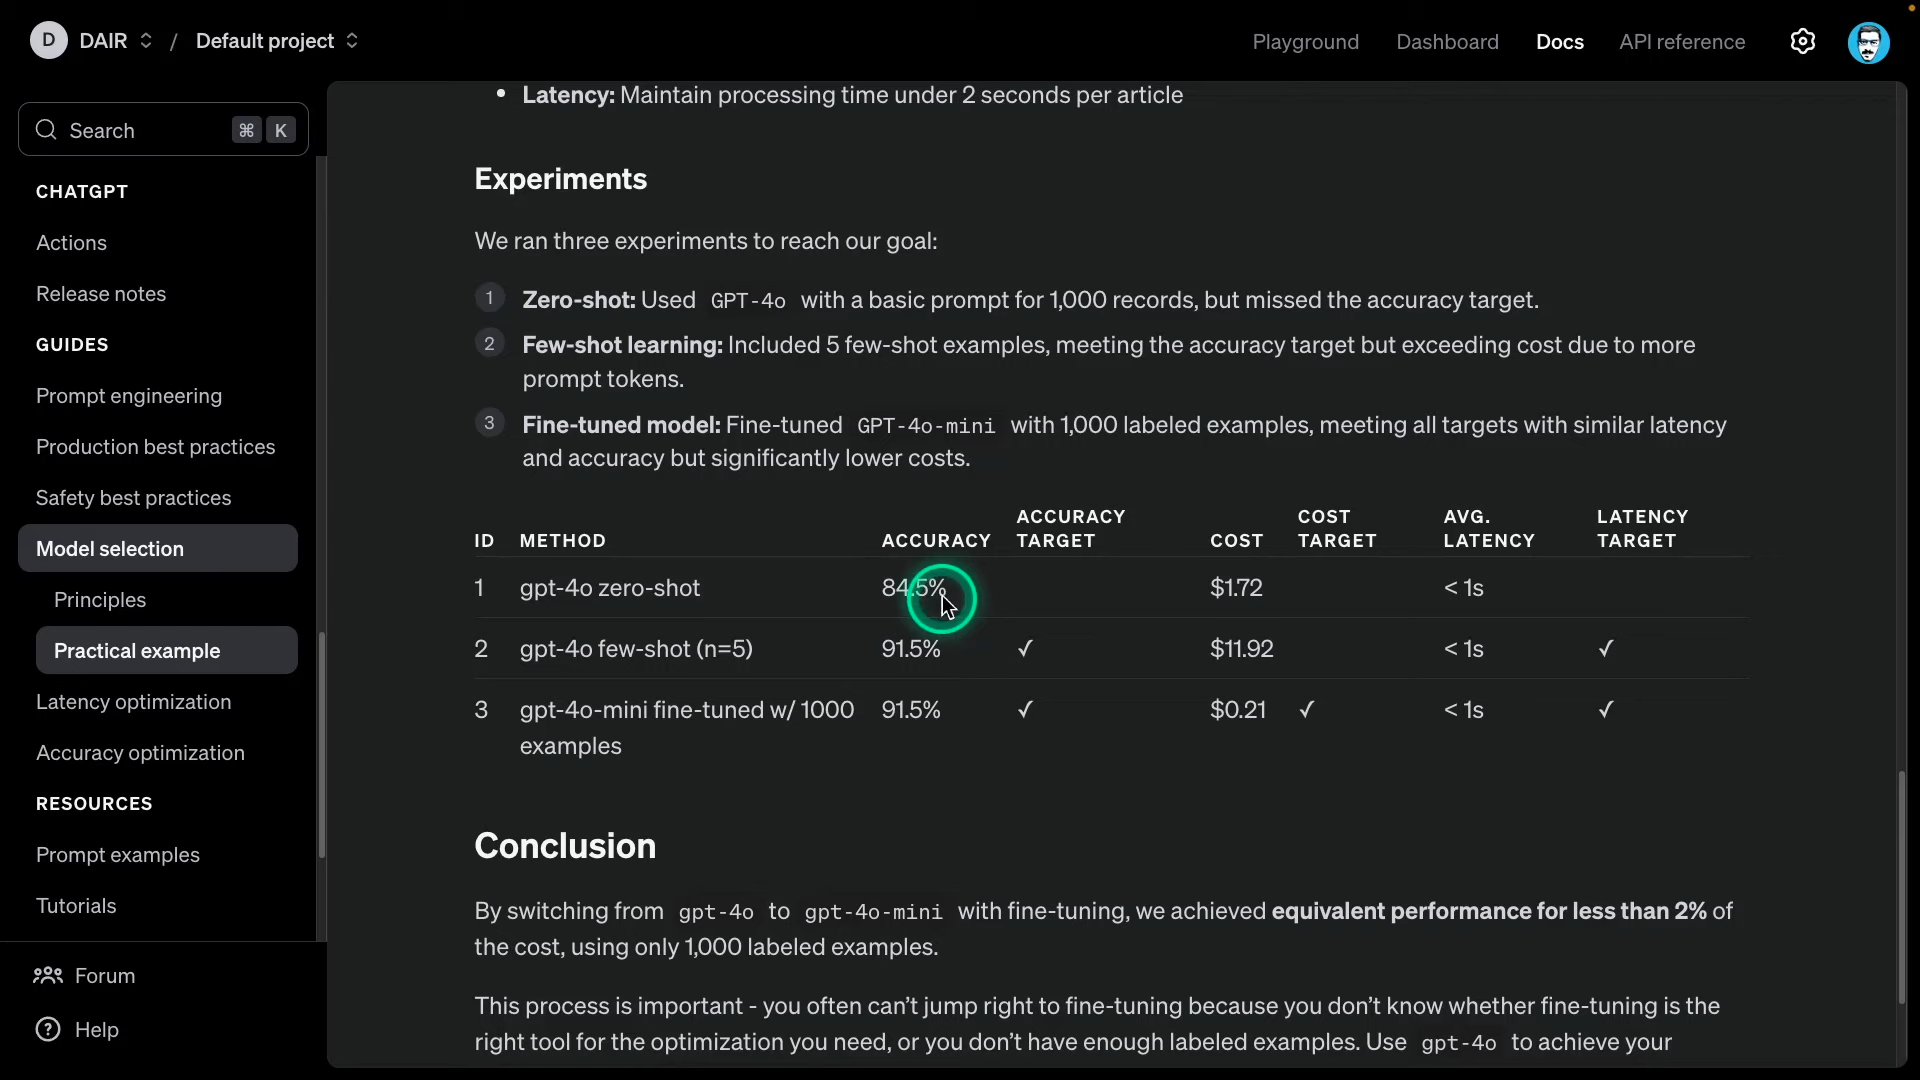 D DAIR / Default project
Playground Dashboard Docs API reference
Search ⌘ K
CHATGPT
Actions
Release notes
GUIDES
Prompt engineering
Production best practices
Safety best practices
Model selection
Principles
Practical example
Latency optimization
Accuracy optimization
RESOURCES
Prompt examples
Tutorials
Forum
Help
• Latency: Maintain processing time under 2 seconds per article
Experiments
We ran three experiments to reach our goal:
1 Zero-shot: Used GPT-4o with a basic prompt for 1,000 records, but missed the accuracy target.
2 Few-shot learning: Included 5 few-shot examples, meeting the accuracy target but exceeding cost due to more
prompt tokens.
3 Fine-tuned model: Fine-tuned GPT-4o-mini with 1,000 labeled examples, meeting all targets with similar latency
and accuracy but significantly lower costs.
ID METHOD ACCURACY ACCURACY TARGET COST COST TARGET AVG. LATENCY LATENCY TARGET
1 gpt-4o zero-shot 84.5% $1.72 < 1s
2 gpt-4o few-shot (n=5) 91.5% ✓ $11.92 < 1s ✓
3 gpt-4o-mini fine-tuned w/ 1000 91.5% ✓ $0.21 ✓ < 1s ✓
examples
Conclusion
By switching from gpt-4o to gpt-4o-mini with fine-tuning, we achieved equivalent performance for less than 2% of
the cost, using only 1,000 labeled examples.
This process is important - you often can’t jump right to fine-tuning because you don’t know whether fine-tuning is the
right tool for the optimization you need, or you don’t have enough labeled examples. Use gpt-4o to achieve your